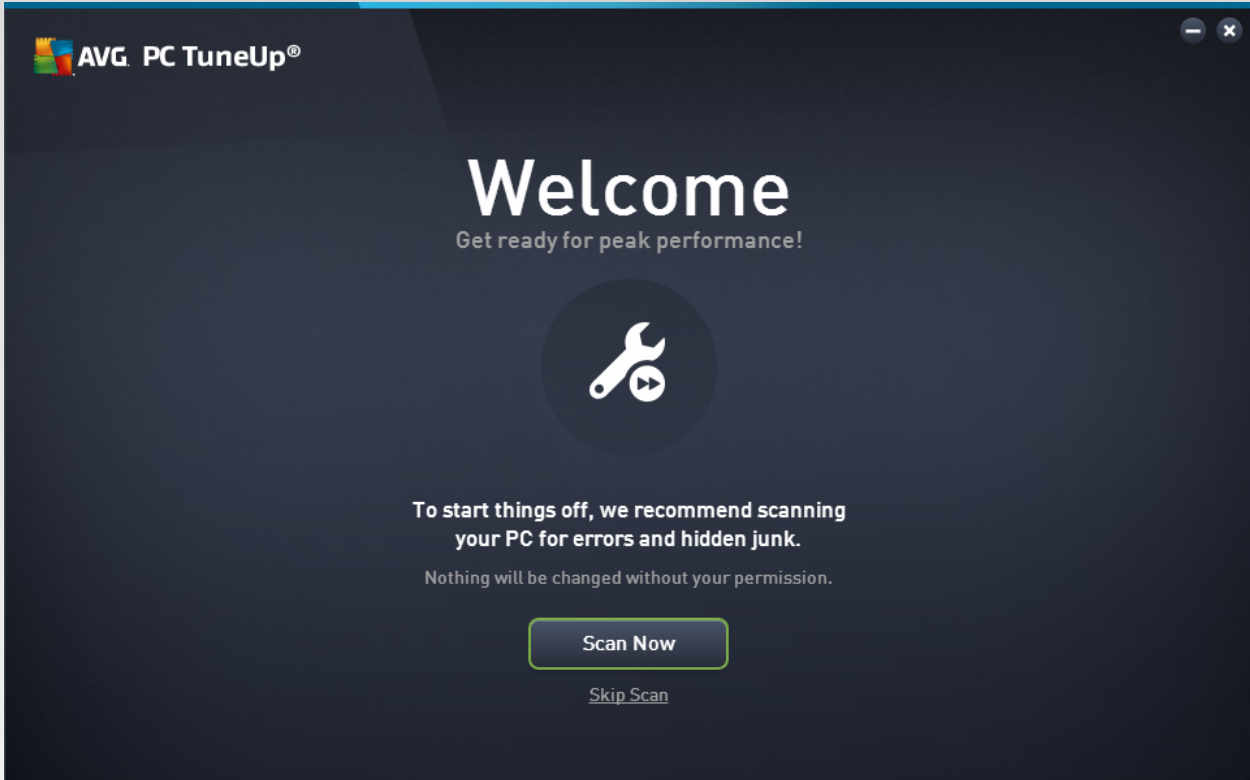 AVG. PC TuneUp®
Welcome
Get ready for peak performance!
To start things off, we recommend scanning
your PC for errors and hidden junk.
Nothing will be changed without your permission.
Scan Now
Skip Scan